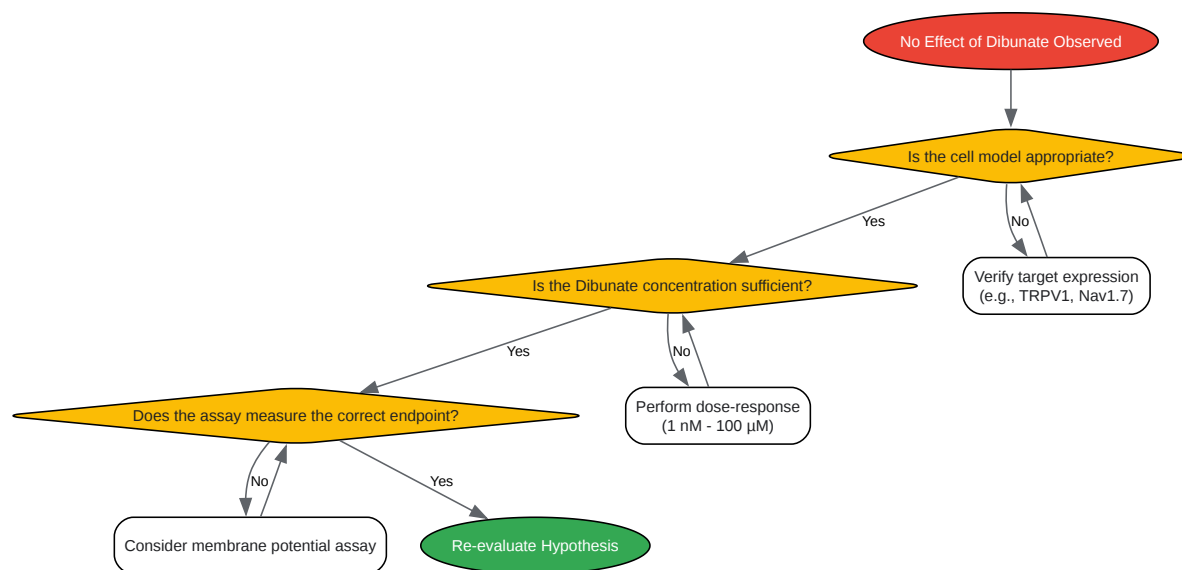 No Effect of Dibunate Observed
Is the cell model appropriate?
Yes
No
Verify target expression
(e.g., TRPV1, Nav1.7)
Is the Dibunate concentration sufficient?
Yes
No
Perform dose-response
(1 nM - 100 µM)
Does the assay measure the correct endpoint?
No
Yes
Consider membrane potential assay
Re-evaluate Hypothesis